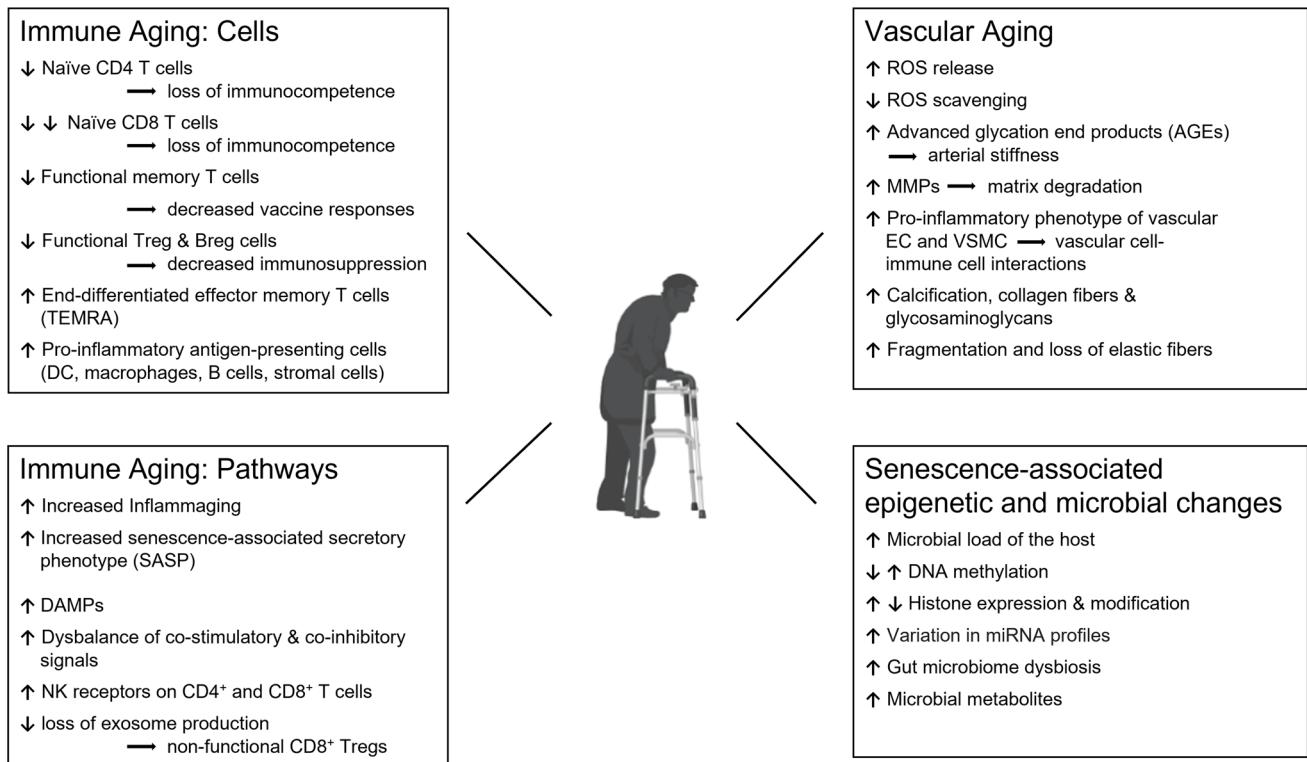 Immune Aging: Cells
↓ Naïve CD4 T cells
→ loss of immunocompetence
↓ ↓ Naïve CD8 T cells
→ loss of immunocompetence
↓ Functional memory T cells
→ decreased vaccine responses
↓ Functional Treg & Breg cells
→ decreased immunosuppression
↑ End-differentiated effector memory T cells
(TEMRA)
↑ Pro-inflammatory antigen-presenting cells
(DC, macrophages, B cells, stromal cells)
Vascular Aging
↑ ROS release
↓ ROS scavenging
↑ Advanced glycation end products (AGEs)
→ arterial stiffness
↑ MMPs → matrix degradation
↑ Pro-inflammatory phenotype of vascular
EC and VSMC → vascular cell-
immune cell interactions
↑ Calcification, collagen fibers &
glycosaminoglycans
↑ Fragmentation and loss of elastic fibers
Immune Aging: Pathways
↑ Increased Inflammaging
↑ Increased senescence-associated secretory
phenotype (SASP)
↑ DAMPs
↑ Dysbalance of co-stimulatory & co-inhibitory
signals
↑ NK receptors on CD4⁺ and CD8⁺ T cells
↓ loss of exosome production
→ non-functional CD8⁺ Tregs
Senescence-associated
epigenetic and microbial changes
↑ Microbial load of the host
↓ ↑ DNA methylation
↑ ↓ Histone expression & modification
↑ Variation in miRNA profiles
↑ Gut microbiome dysbiosis
↑ Microbial metabolites